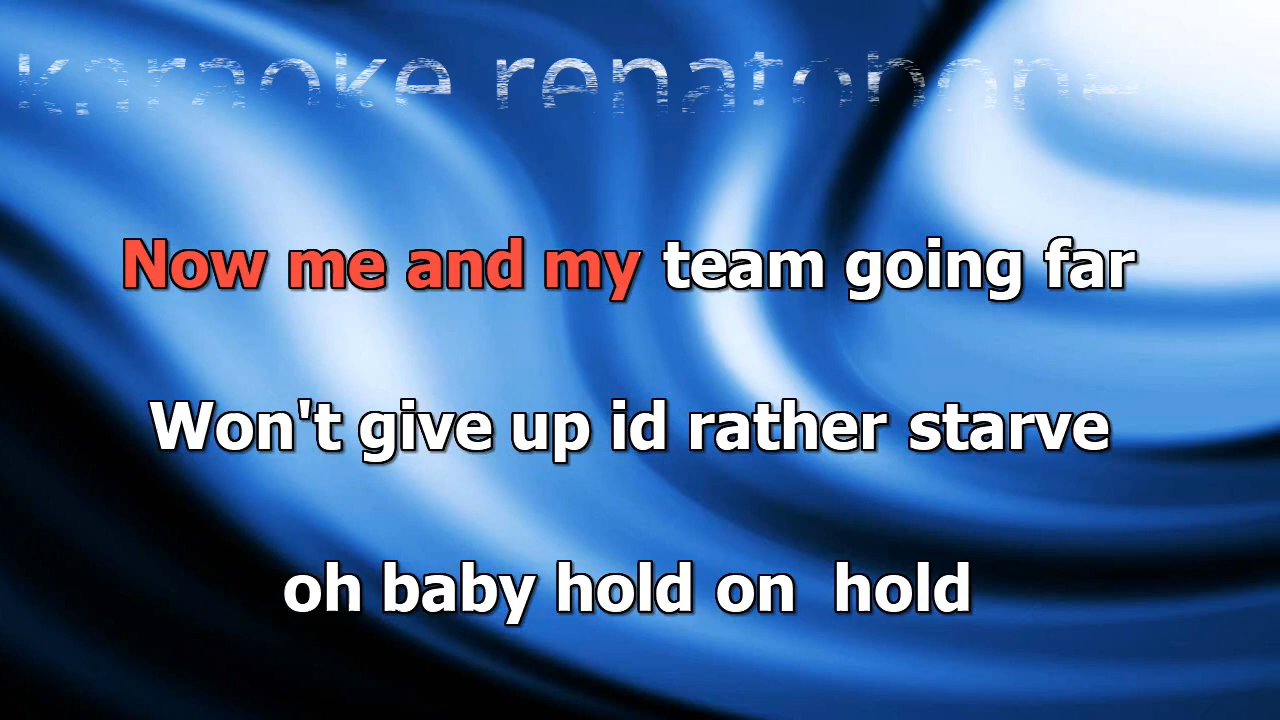 karaoke renatobone
Now me and my team going far
Won't give up id rather starve
oh baby hold on hold